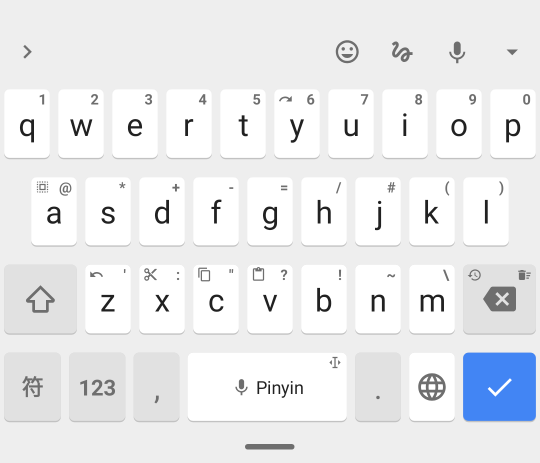 1 2 3 4 5 6 7 8 9 0
q w e r t y u i o p
@ * + - = / # ( )
a s d f g h j k l
' : " ? ! ~ \
z x c v b n m
符 123 , Pinyin .